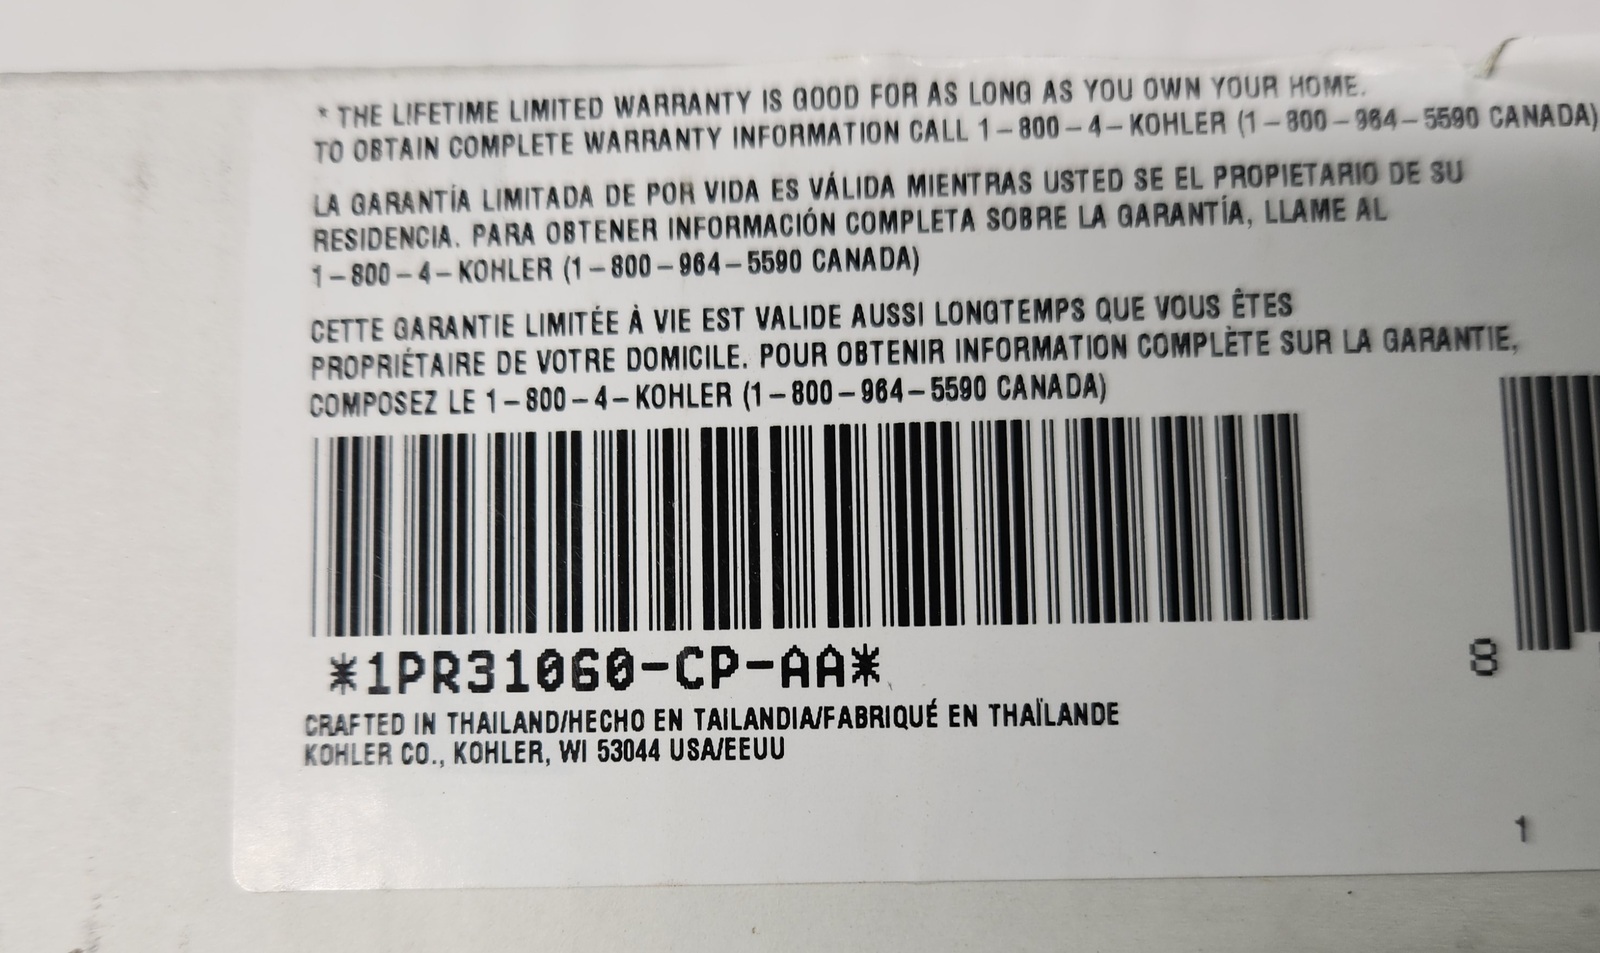 * THE LIFETIME LIMITED WARRANTY IS GOOD FOR AS LONG AS YOU OWN YOUR HOME.
TO OBTAIN COMPLETE WARRANTY INFORMATION CALL 1-800-4-KOHLER (1-800-964-5590 CANADA)
LA GARANTÍA LIMITADA DE POR VIDA ES VÁLIDA MIENTRAS USTED SE EL PROPIETARIO DE SU
RESIDENCIA. PARA OBTENER INFORMACIÓN COMPLETA SOBRE LA GARANTÍA, LLAME AL
1-800-4-KOHLER (1-800-964-5590 CANADA)
CETTE GARANTIE LIMITÉE À VIE EST VALIDE AUSSI LONGTEMPS QUE VOUS ÊTES
PROPRIÉTAIRE DE VOTRE DOMICILE. POUR OBTENIR INFORMATION COMPLÈTE SUR LA GARANTIE,
COMPOSEZ LE 1-800-4-KOHLER (1-800-964-5590 CANADA)
*1PR31060-CP-AA*
CRAFTED IN THAILAND/HECHO EN TAILANDIA/FABRIQUÉ EN THAÏLANDE
KOHLER CO., KOHLER, WI 53044 USA/EEUU
8
1